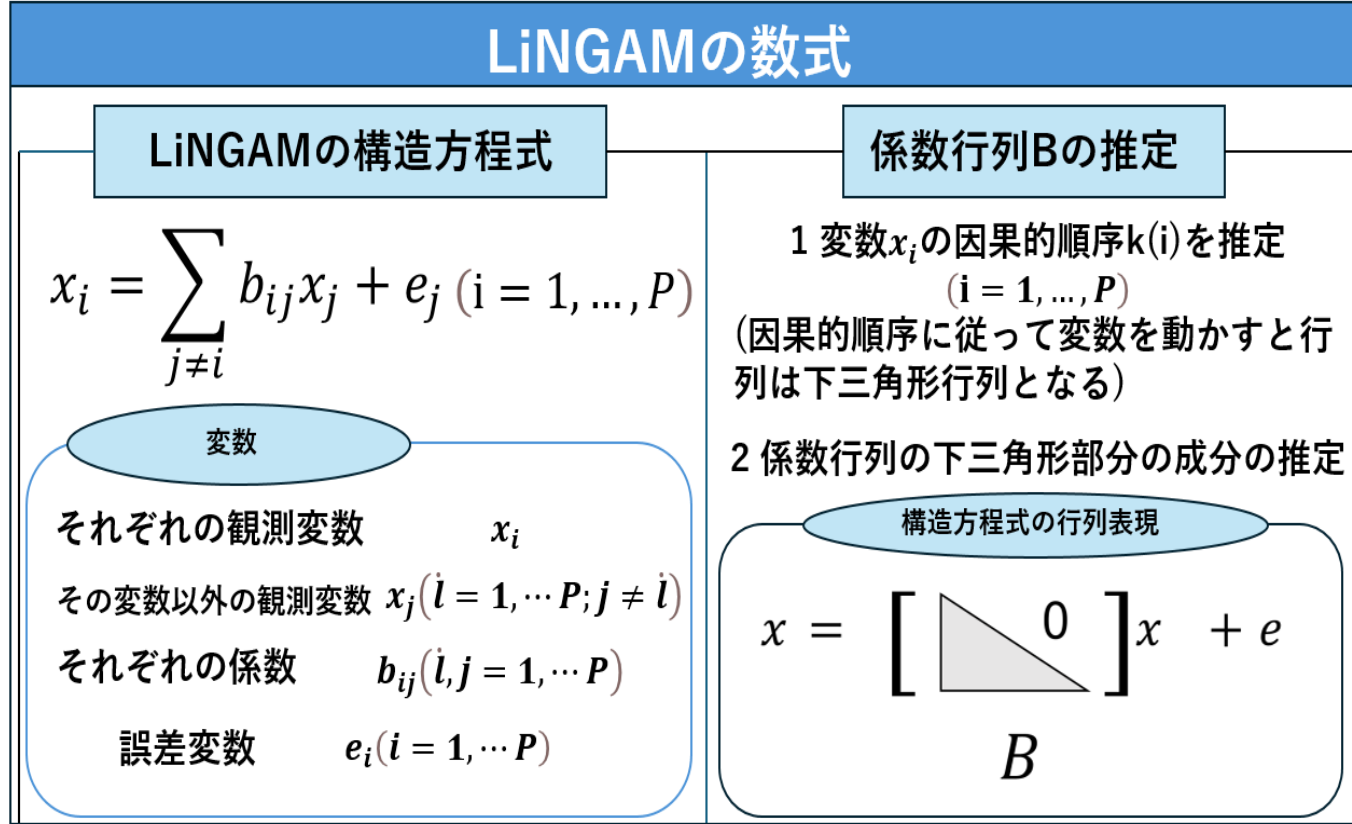 LiNGAMの数式
LiNGAMの構造方程式
x_i = ∑_{j≠i} b_{ij}x_j + e_j (i = 1, ..., P)
変数
それぞれの観測変数 x_i
その変数以外の観測変数 x_j(i = 1, ⋯ P; j ≠ i)
それぞれの係数 b_{ij}(i, j = 1, ⋯ P)
誤差変数 e_i(i = 1, ⋯ P)
係数行列Bの推定
1 変数x_iの因果的順序k(i)を推定
(i = 1, ..., P)
(因果的順序に従って変数を動かすと行
列は下三角形行列となる)
2 係数行列の下三角形部分の成分の推定
構造方程式の行列表現
x = [ 0 ]x + e
B